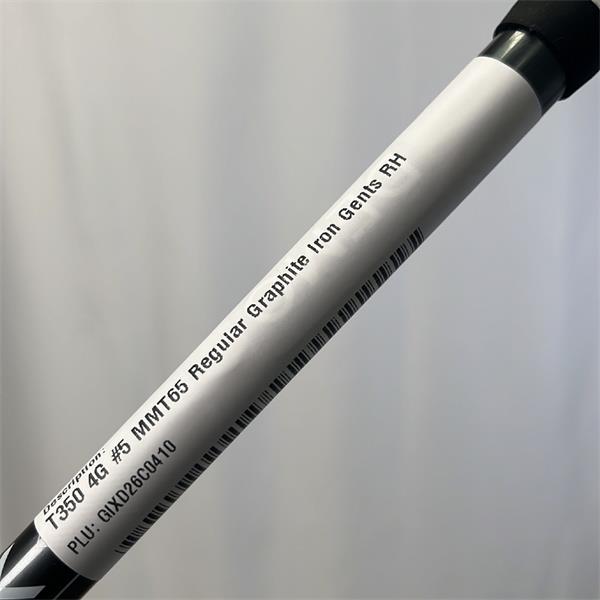 Description:
T350 4G #5 MMT65 Regular Graphite Iron Gents RH
PLU: GIXD26C0410